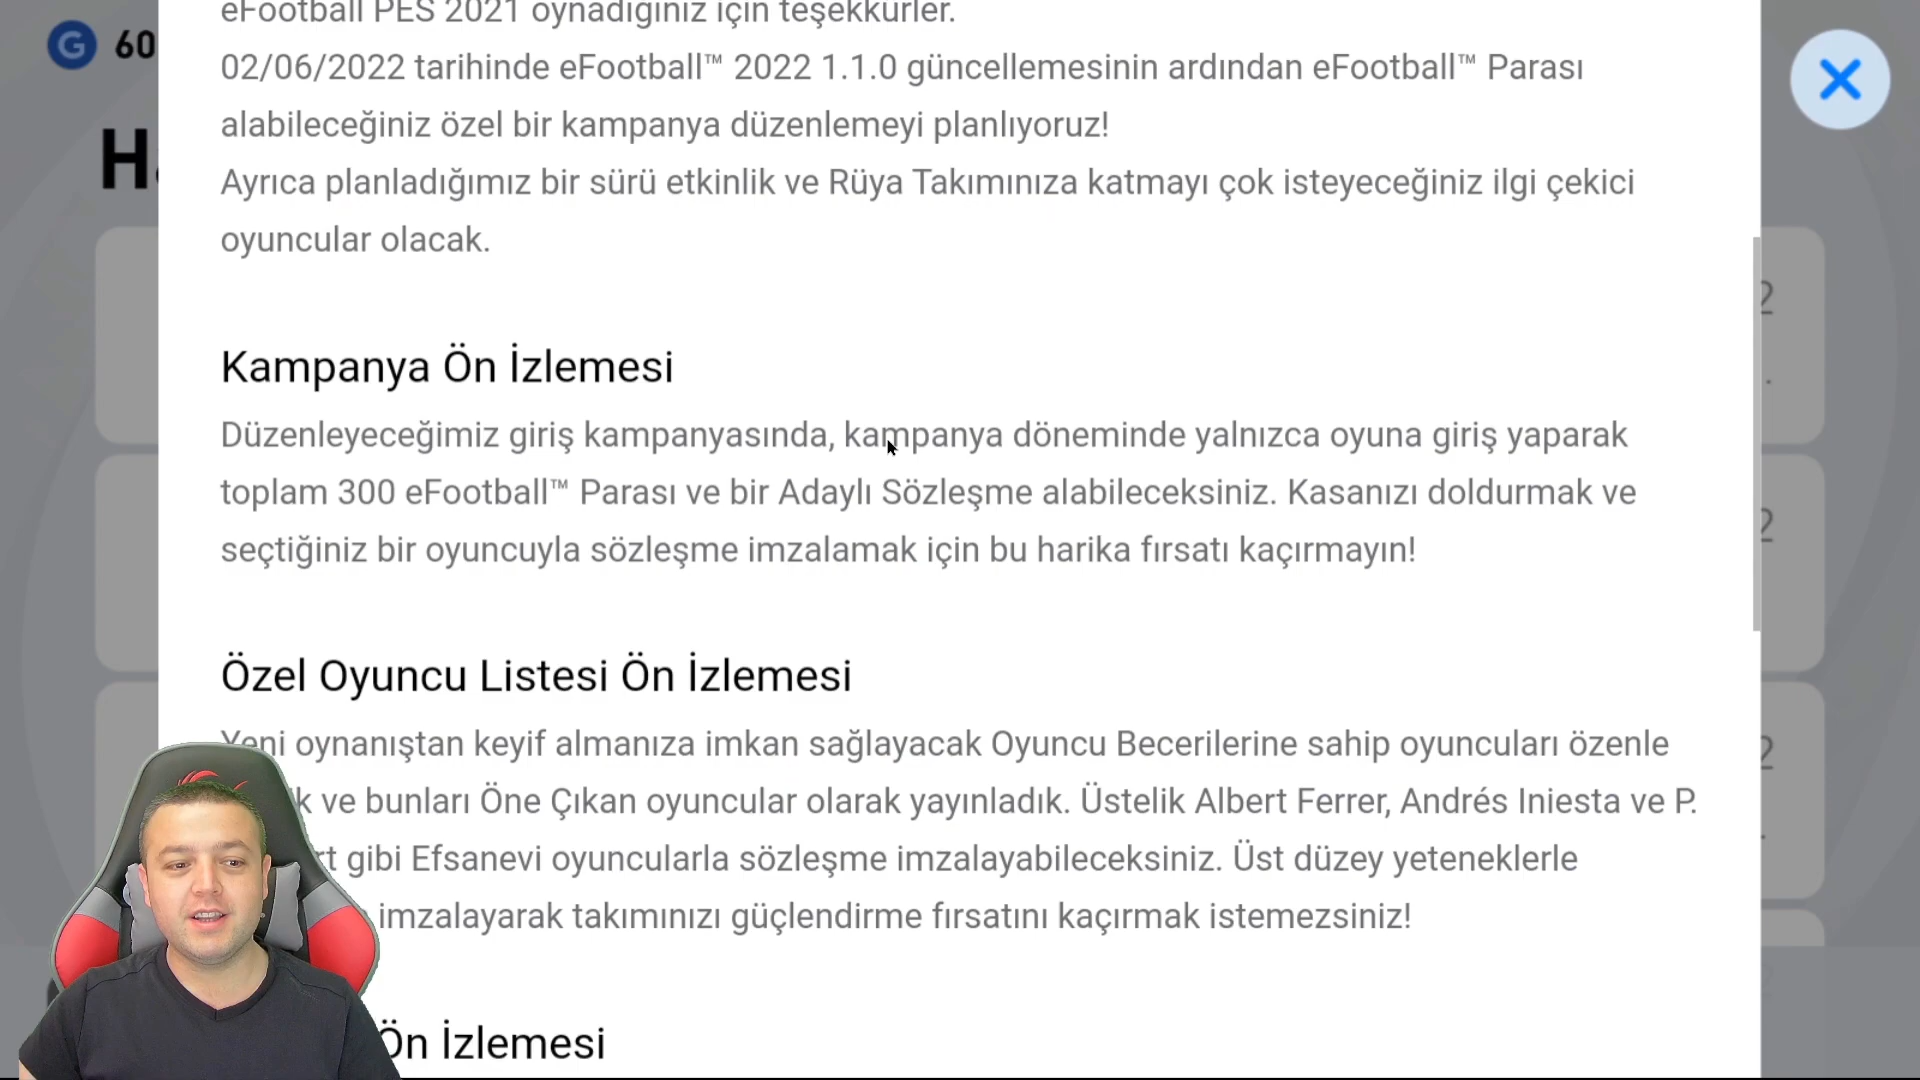 eFootball PES 2021 oynadığınız için teşekkürler.
60
02/06/2022 tarihinde eFootball™ 2022 1.1.0 güncellemesinin ardından eFootball™ Parası
alabileceğiniz özel bir kampanya düzenlemeyi planlıyoruz!
Ayrıca planladığımız bir sürü etkinlik ve Rüya Takımınıza katmayı çok isteyeceğiniz ilgi çekici
oyuncular olacak.
Kampanya Ön İzlemesi
Düzenleyeceğimiz giriş kampanyasında, kampanya döneminde yalnızca oyuna giriş yaparak
toplam 300 eFootball™ Parası ve bir Adaylı Sözleşme alabileceksiniz. Kasanızı doldurmak ve
seçtiğiniz bir oyuncuyla sözleşme imzalamak için bu harika fırsatı kaçırmayın!
Özel Oyuncu Listesi Ön İzlemesi
Yeni oynanıştan keyif almanıza imkan sağlayacak Oyuncu Becerilerine sahip oyuncuları özenle
ve bunları Öne Çıkan oyuncular olarak yayınladık. Üstelik Albert Ferrer, Andrés Iniesta ve P.
gibi Efsanevi oyuncularla sözleşme imzalayabileceksiniz. Üst düzey yeteneklerle
imzalayarak takımınızı güçlendirme fırsatını kaçırmak istemezsiniz!
Ön İzlemesi